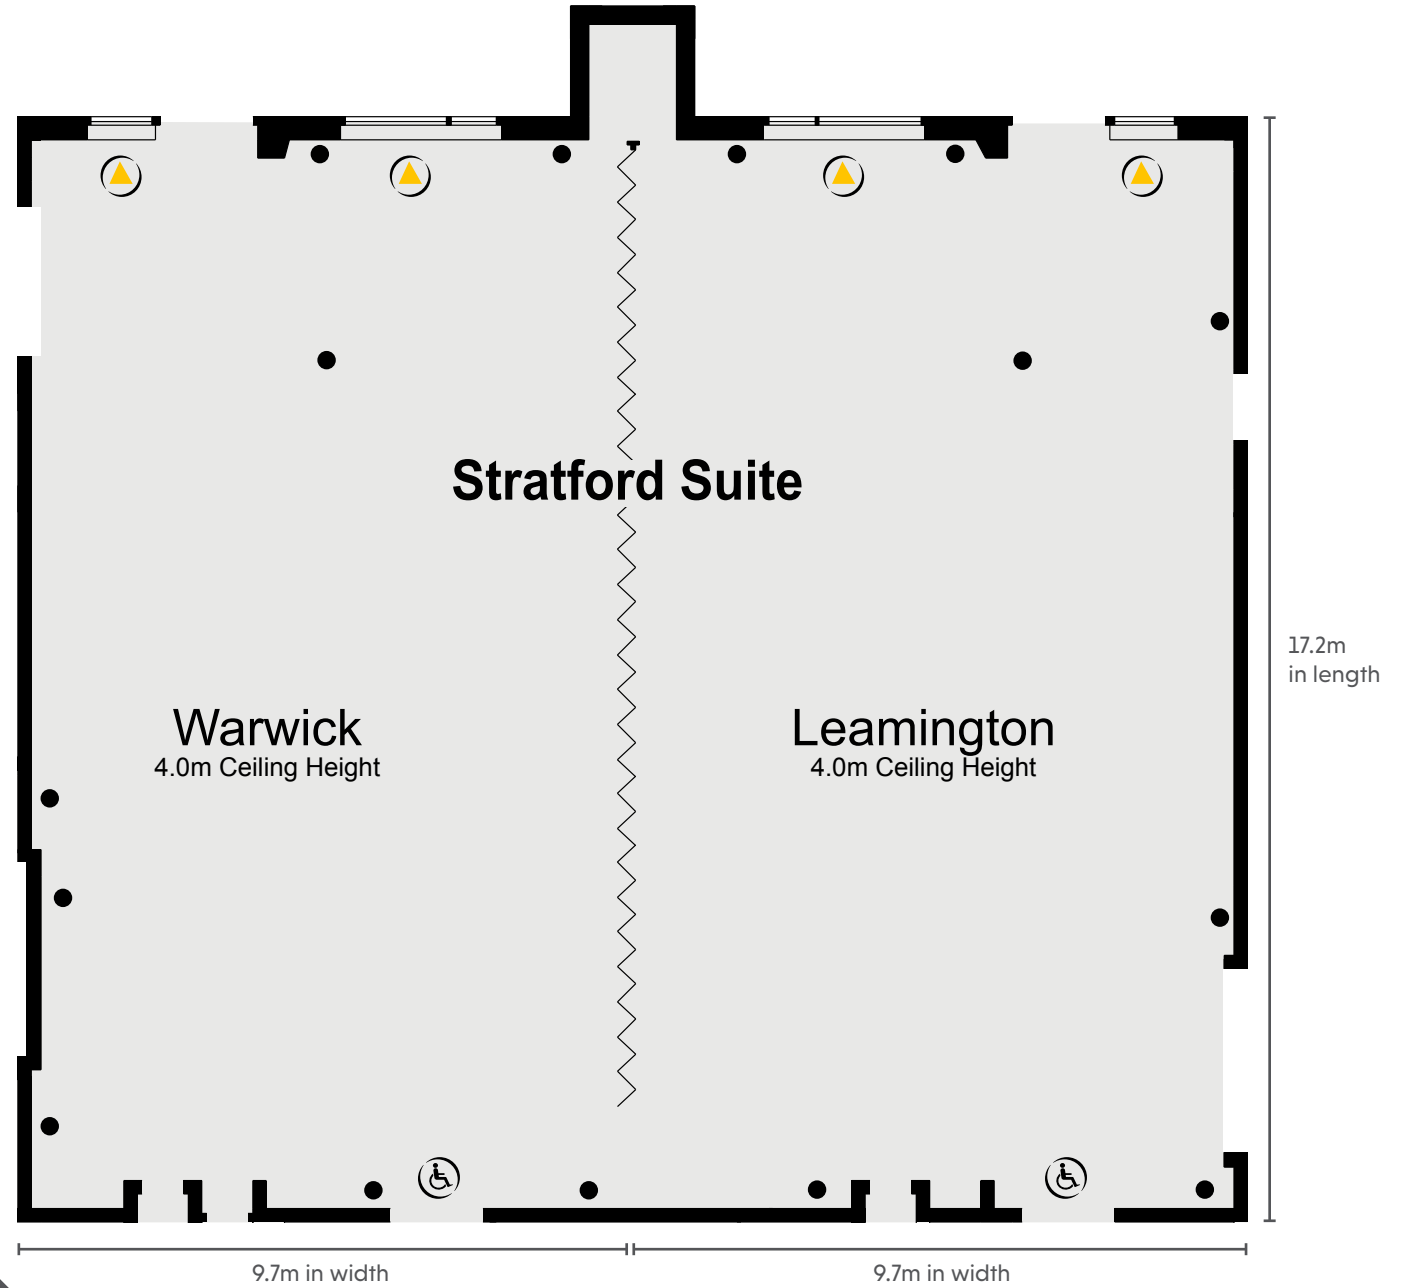 Stratford Suite
17.2m
in length
Warwick
4.0m Ceiling Height
Leamington
4.0m Ceiling Height
9.7m in width
9.7m in width